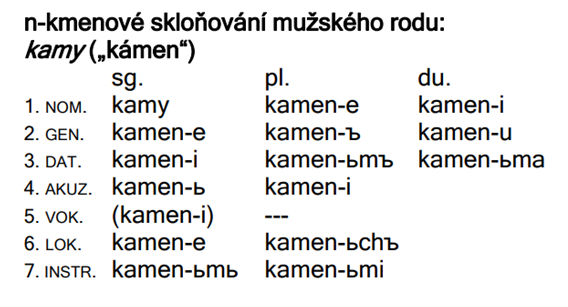 n-kmenové skloňování mužského rodu:
kamy („kámen“)
sg. pl. du.
1. NOM. kamy kamen-e kamen-i
2. GEN. kamen-e kamen-ъ kamen-u
3. DAT. kamen-i kamen-ьmъ kamen-ьma
4. AKUZ. kamen-ь kamen-i
5. VOK. (kamen-i) ---
6. LOK. kamen-e kamen-ьchъ
7. INSTR. kamen-ьmь kamen-ьmi